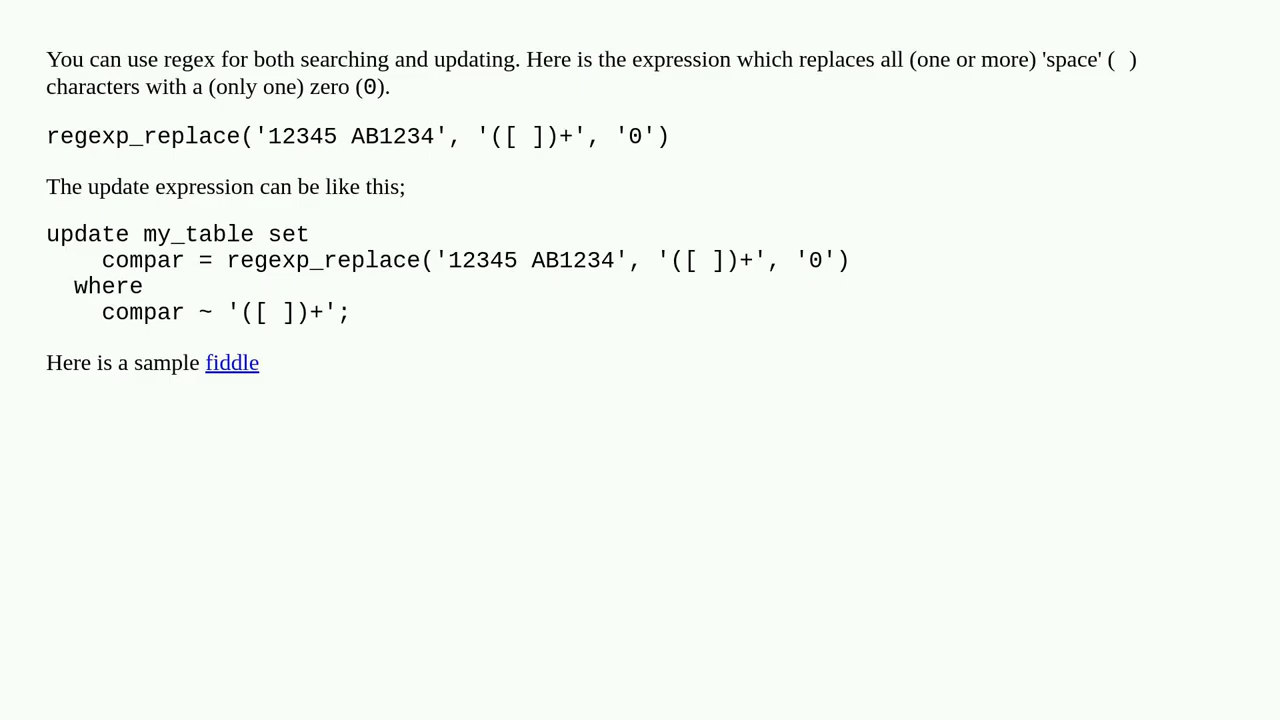 You can use regex for both searching and updating. Here is the expression which replaces all (one or more) 'space' ( )
characters with a (only one) zero (0).
regexp_replace('12345 AB1234', '([ ])+', '0')
The update expression can be like this;
update my_table set
    compar = regexp_replace('12345 AB1234', '([ ])+', '0')
  where
    compar ~ '([ ])+';
Here is a sample fiddle